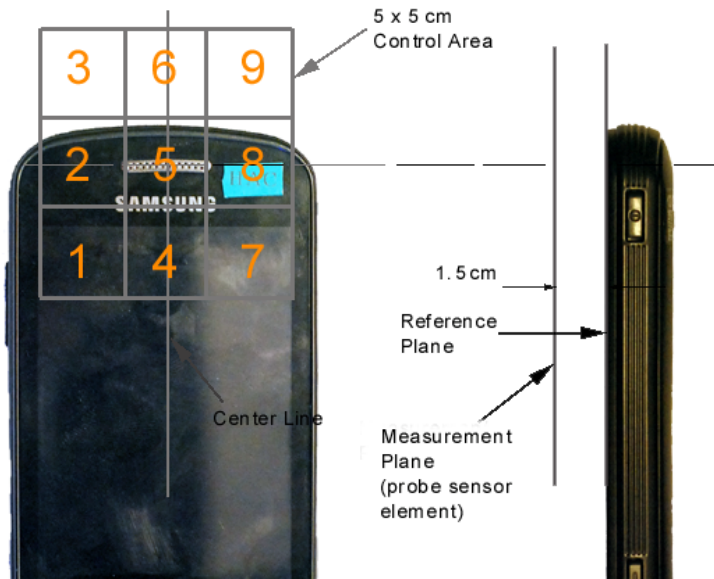 5 x 5 cm
Control Area
3 6 9
2 5 8
HAC
SAMSUNG
1 4 7
1.5cm
Reference
Plane
Center Line
Measurement
Plane
(probe sensor
element)